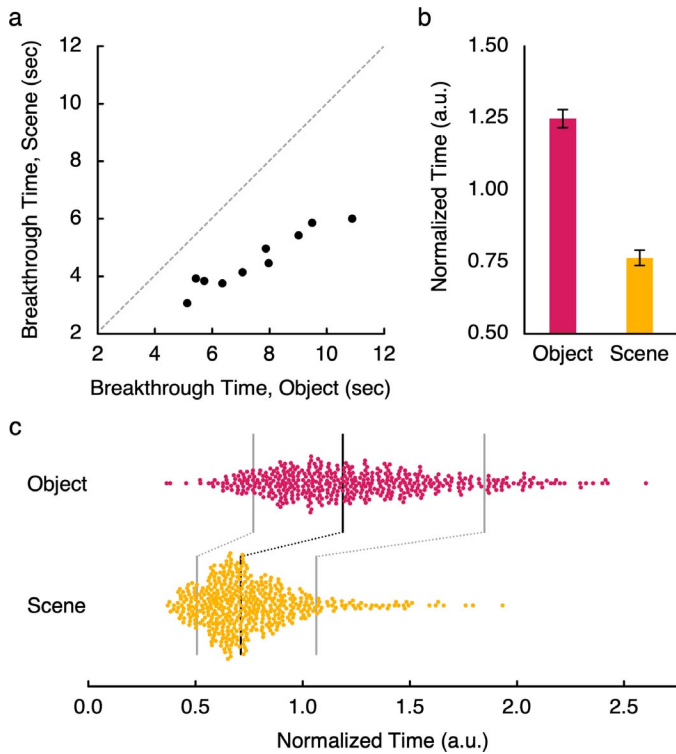 a
12
10
8
6
4
2
2 4 6 8 10 12
Breakthrough Time, Scene (sec)
Breakthrough Time, Object (sec)
b
1.50
1.25
1.00
0.75
0.50
Normalized Time (a.u.)
Object Scene
c
Object
Scene
0.0 0.5 1.0 1.5 2.0 2.5
Normalized Time (a.u.)